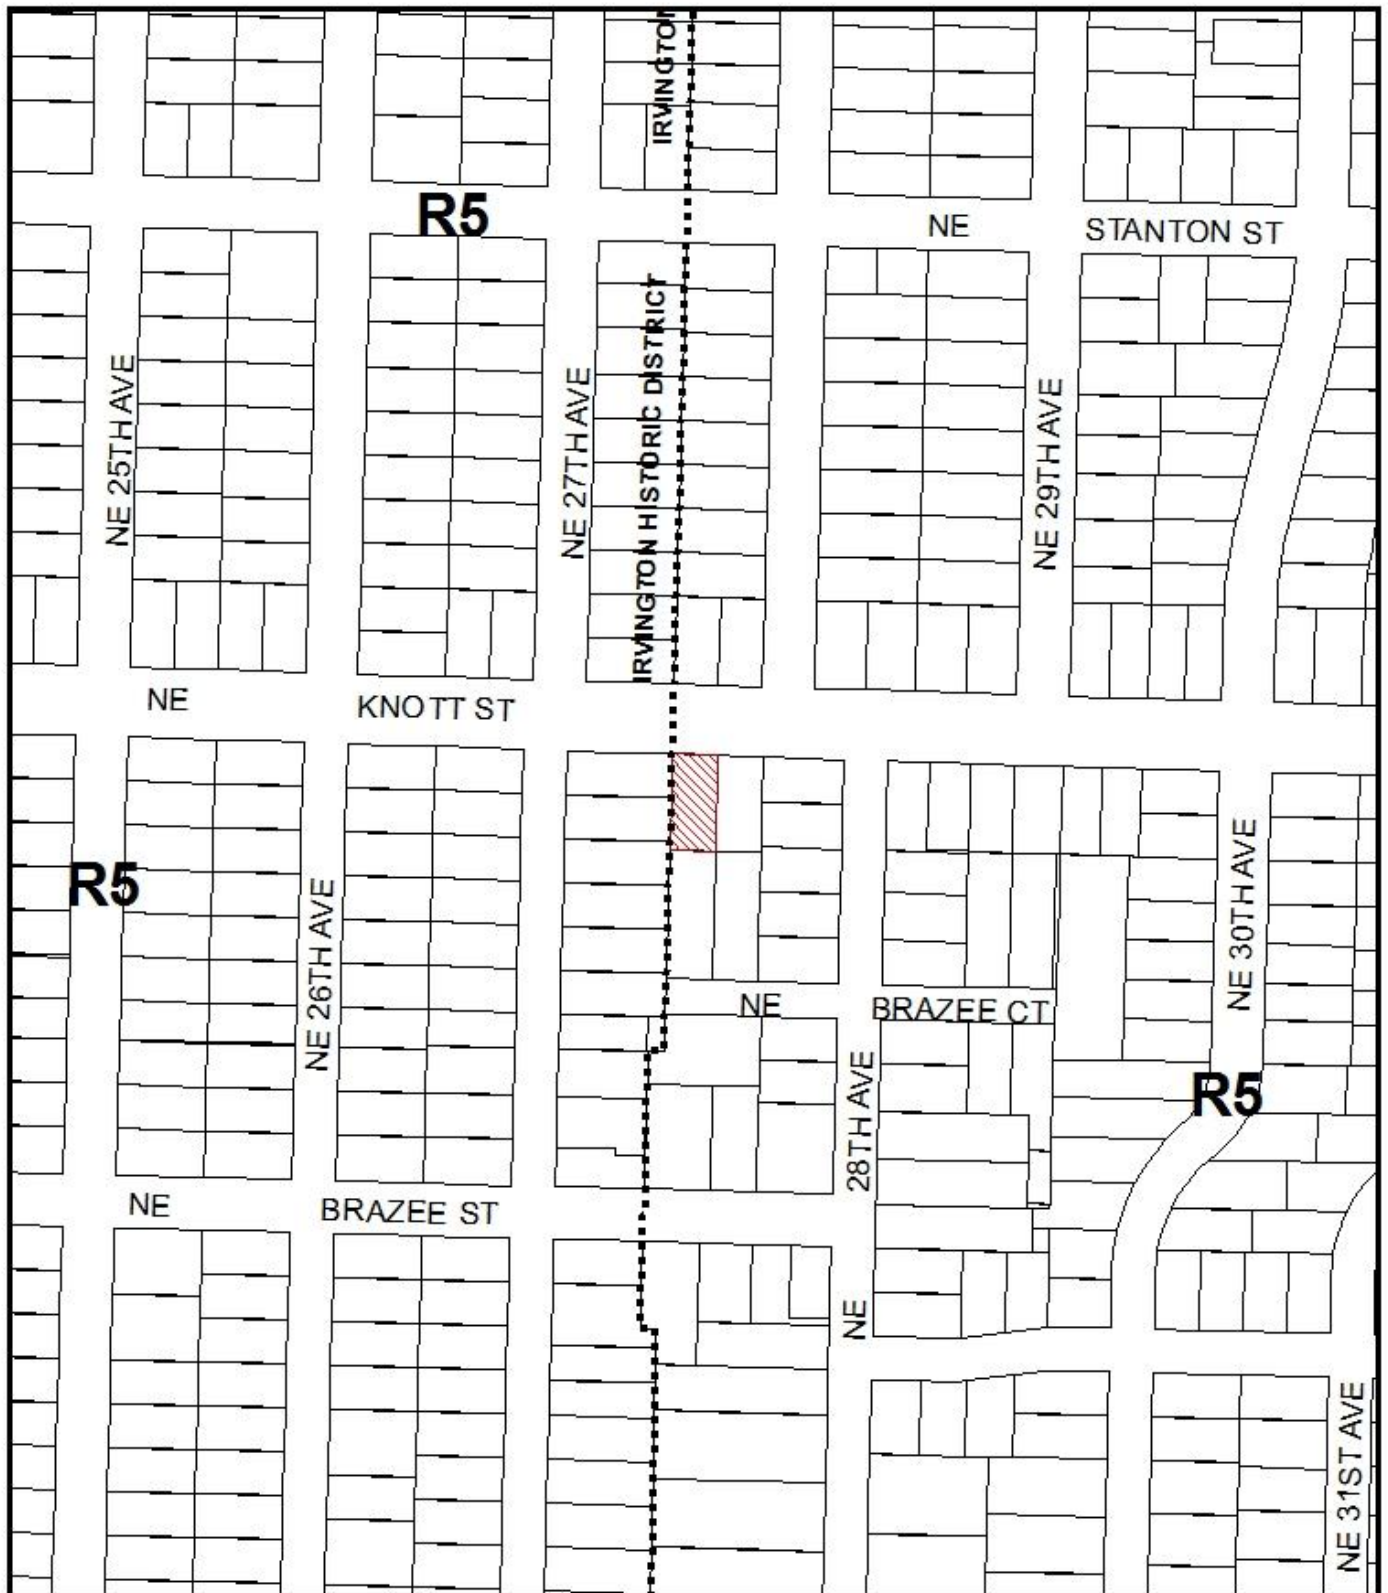 IRVINGTON
R5
NE STANTON ST
IRVINGTON HISTORIC DISTRICT
NE 25TH AVE
NE 27TH AVE
NE 29TH AVE
NE KNOTT ST
R5
NE 26TH AVE
NE 30TH AVE
NE BRAZEE CT
R5
NE 28TH AVE
NE BRAZEE ST
NE 31ST AVE